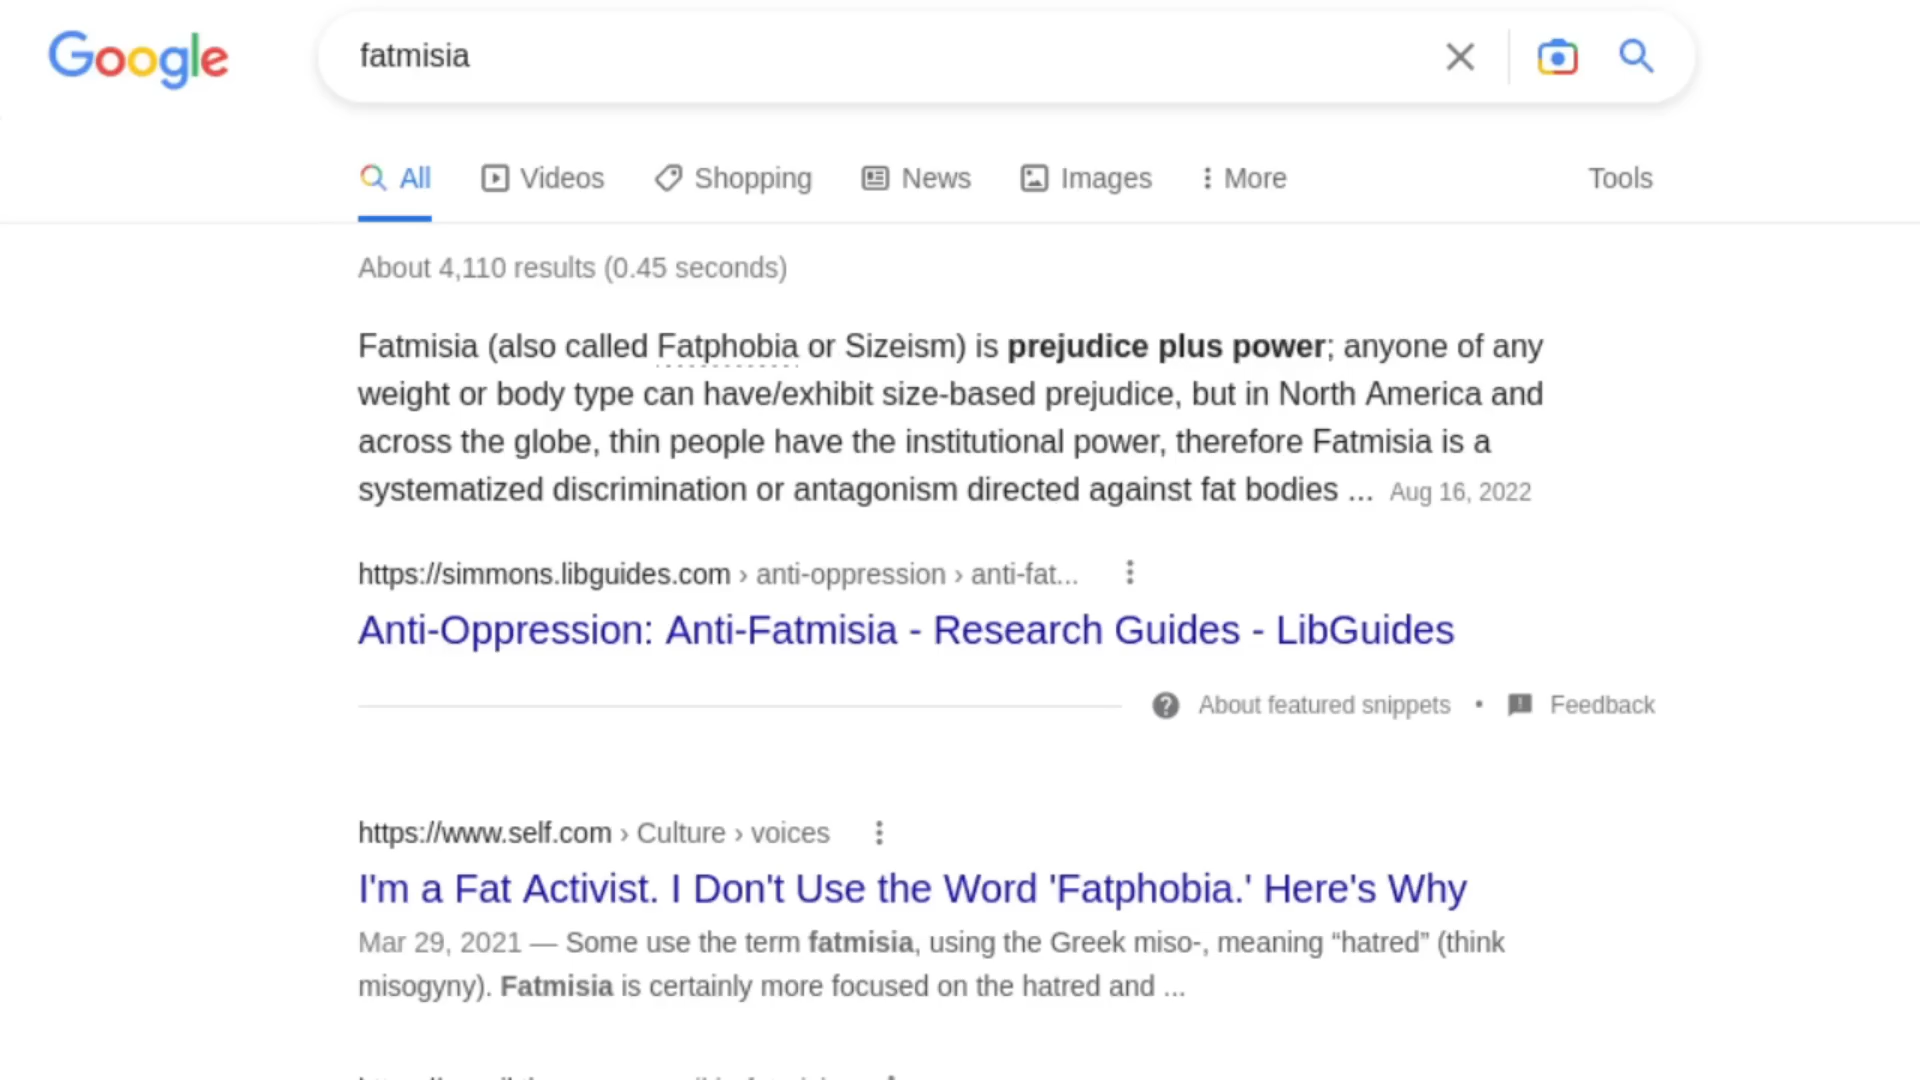 Google
fatmisia
All
Videos
Shopping
News
Images
More
Tools
About 4,110 results (0.45 seconds)
Fatmisia (also called Fatphobia or Sizeism) is prejudice plus power; anyone of any
weight or body type can have/exhibit size-based prejudice, but in North America and
across the globe, thin people have the institutional power, therefore Fatmisia is a
systematized discrimination or antagonism directed against fat bodies ... Aug 16, 2022
https://simmons.libguides.com › anti-oppression › anti-fat...
Anti-Oppression: Anti-Fatmisia - Research Guides - LibGuides
About featured snippets • Feedback
https://www.self.com › Culture › voices
I'm a Fat Activist. I Don't Use the Word 'Fatphobia.' Here's Why
Mar 29, 2021 — Some use the term fatmisia, using the Greek miso-, meaning “hatred” (think
misogyny). Fatmisia is certainly more focused on the hatred and ...